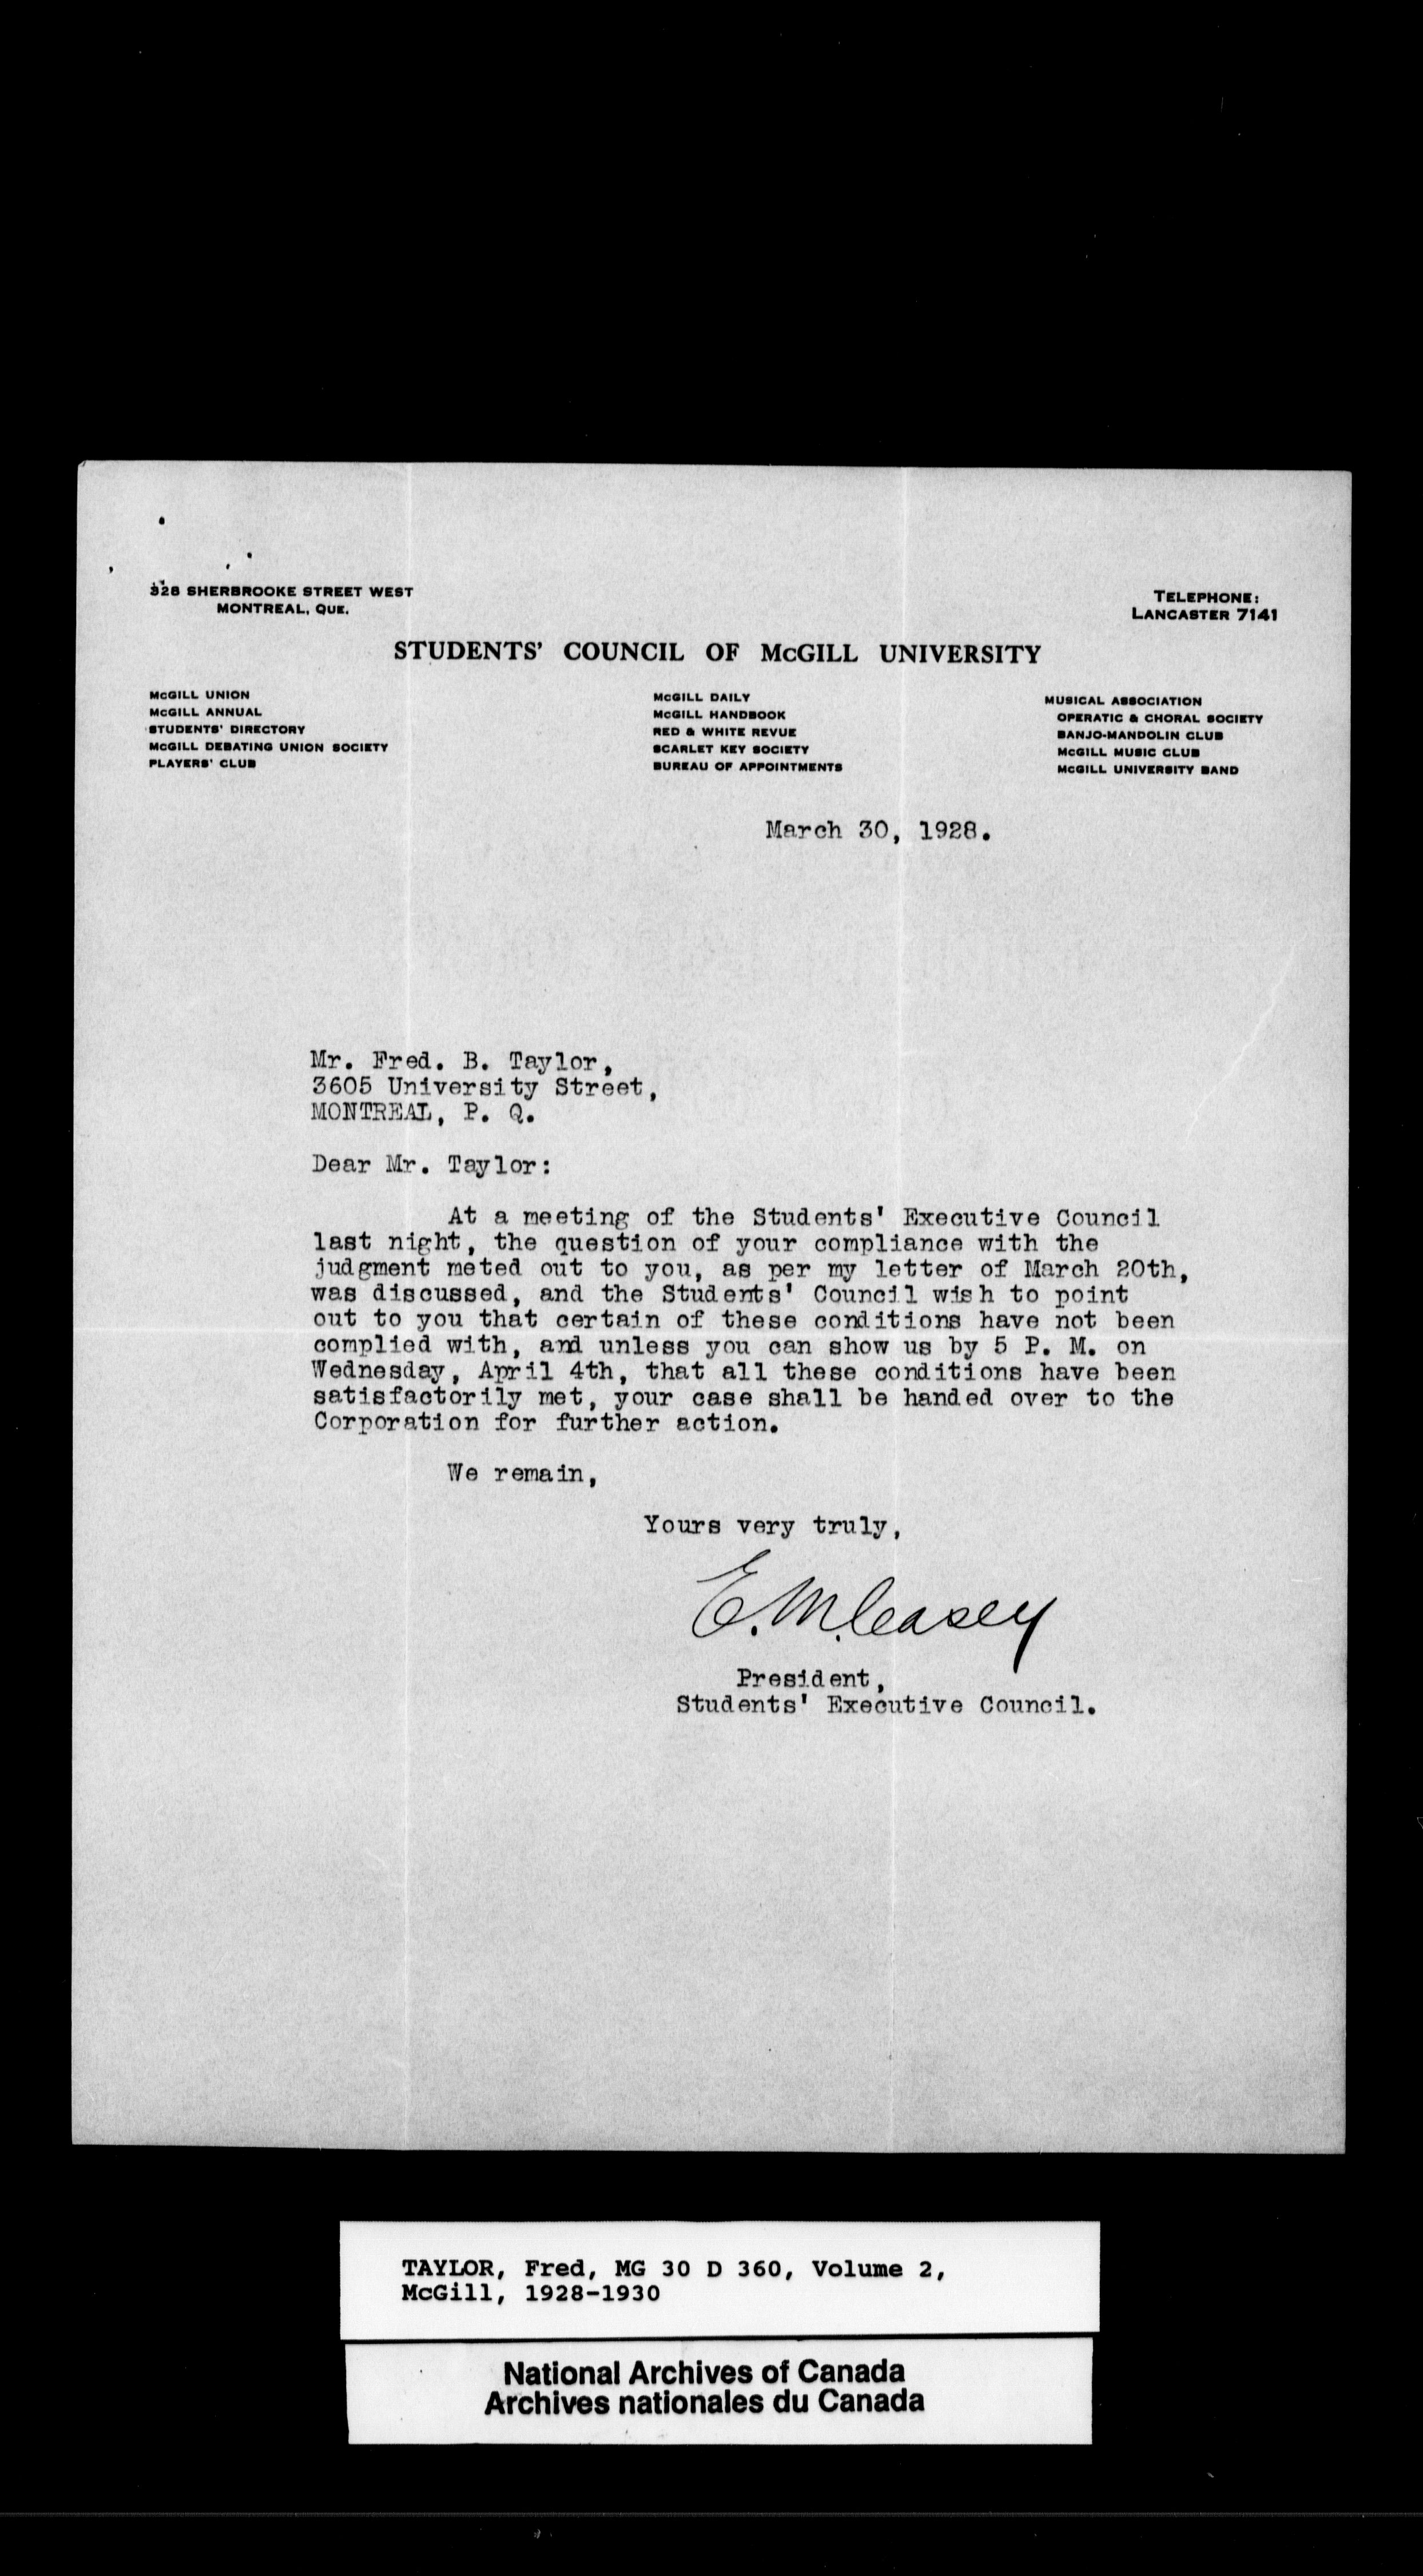 328 SHERBROOKE STREET WEST
MONTREAL, QUE.
TELEPHONE:
LANCASTER 7141
STUDENTS' COUNCIL OF McGILL UNIVERSITY
McGILL UNION
McGILL ANNUAL
STUDENTS' DIRECTORY
McGILL DEBATING UNION SOCIETY
PLAYERS' CLUB
McGILL DAILY
McGILL HANDBOOK
RED & WHITE REVUE
SCARLET KEY SOCIETY
BUREAU OF APPOINTMENTS
MUSICAL ASSOCIATION
OPERATIC & CHORAL SOCIETY
BANJO-MANDOLIN CLUB
McGILL MUSIC CLUB
McGILL UNIVERSITY BAND
March 30, 1928.
Mr. Fred. B. Taylor,
3605 University Street,
MONTREAL, P. Q.
Dear Mr. Taylor:
At a meeting of the Students' Executive Council
last night, the question of your compliance with the
judgment meted out to you, as per my letter of March 20th,
was discussed, and the Students' Council wish to point
out to you that certain of these conditions have not been
complied with, and unless you can show us by 5 P. M. on
Wednesday, April 4th, that all these conditions have been
satisfactorily met, your case shall be handed over to the
Corporation for further action.
We remain,
Yours very truly,
E. M. Casey
President,
Students' Executive Council.
TAYLOR, Fred, MG 30 D 360, Volume 2,
McGill, 1928-1930
National Archives of Canada
Archives nationales du Canada